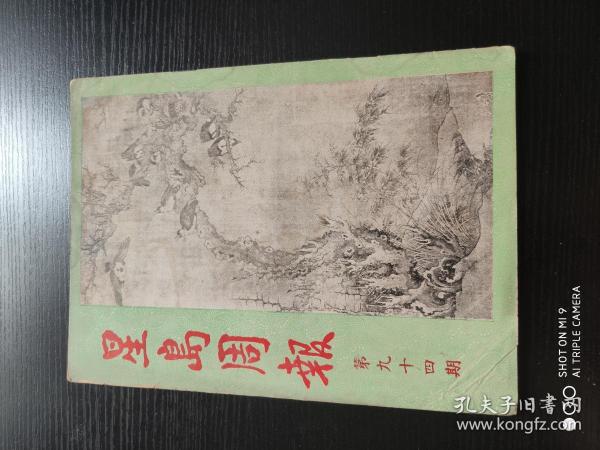 星島周報
第九十四期
SHOT ON MI 9
AI TRIPLE CAMERA
孔夫子旧书网
www.kongfz.com